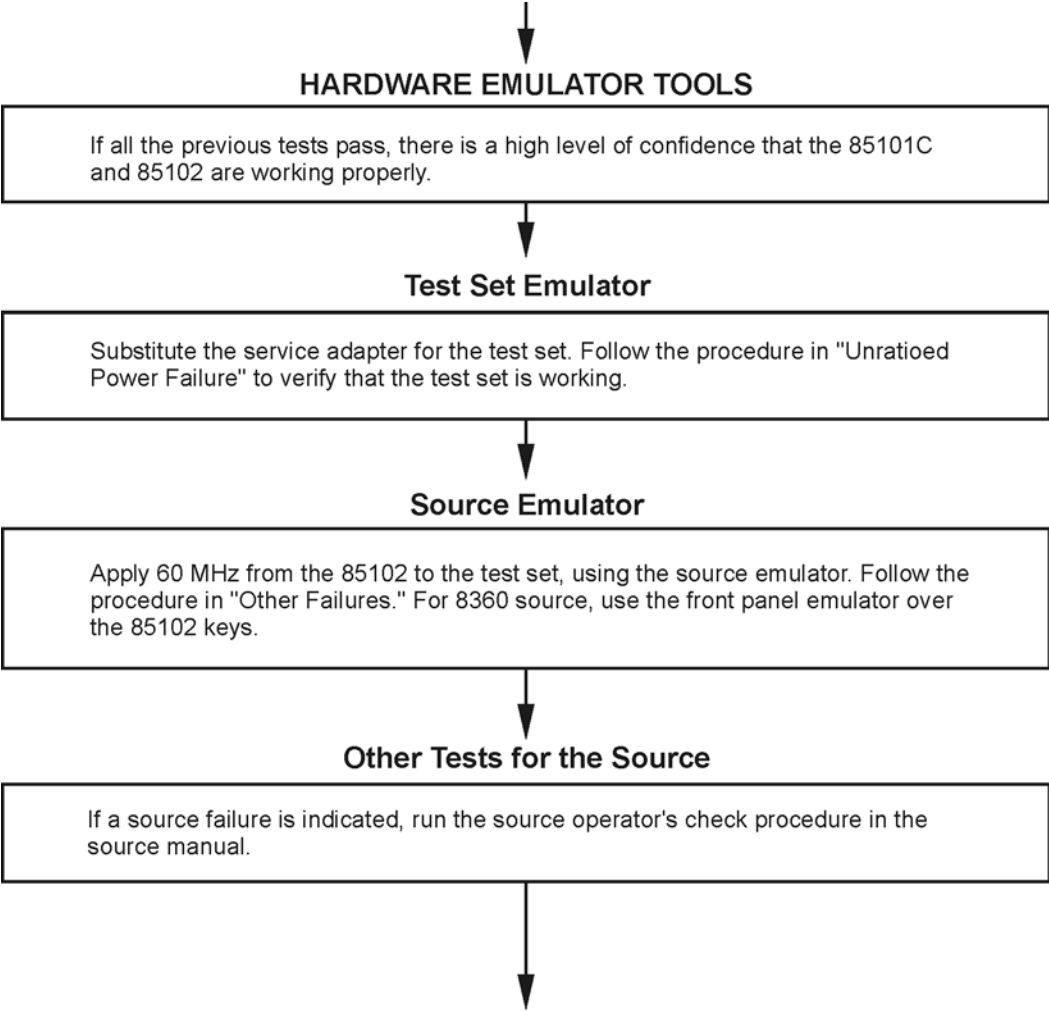 HARDWARE EMULATOR TOOLS
If all the previous tests pass, there is a high level of confidence that the 85101C
and 85102 are working properly.
Test Set Emulator
Substitute the service adapter for the test set. Follow the procedure in "Unratioed
Power Failure" to verify that the test set is working.
Source Emulator
Apply 60 MHz from the 85102 to the test set, using the source emulator. Follow the
procedure in "Other Failures." For 8360 source, use the front panel emulator over
the 85102 keys.
Other Tests for the Source
If a source failure is indicated, run the source operator's check procedure in the
source manual.